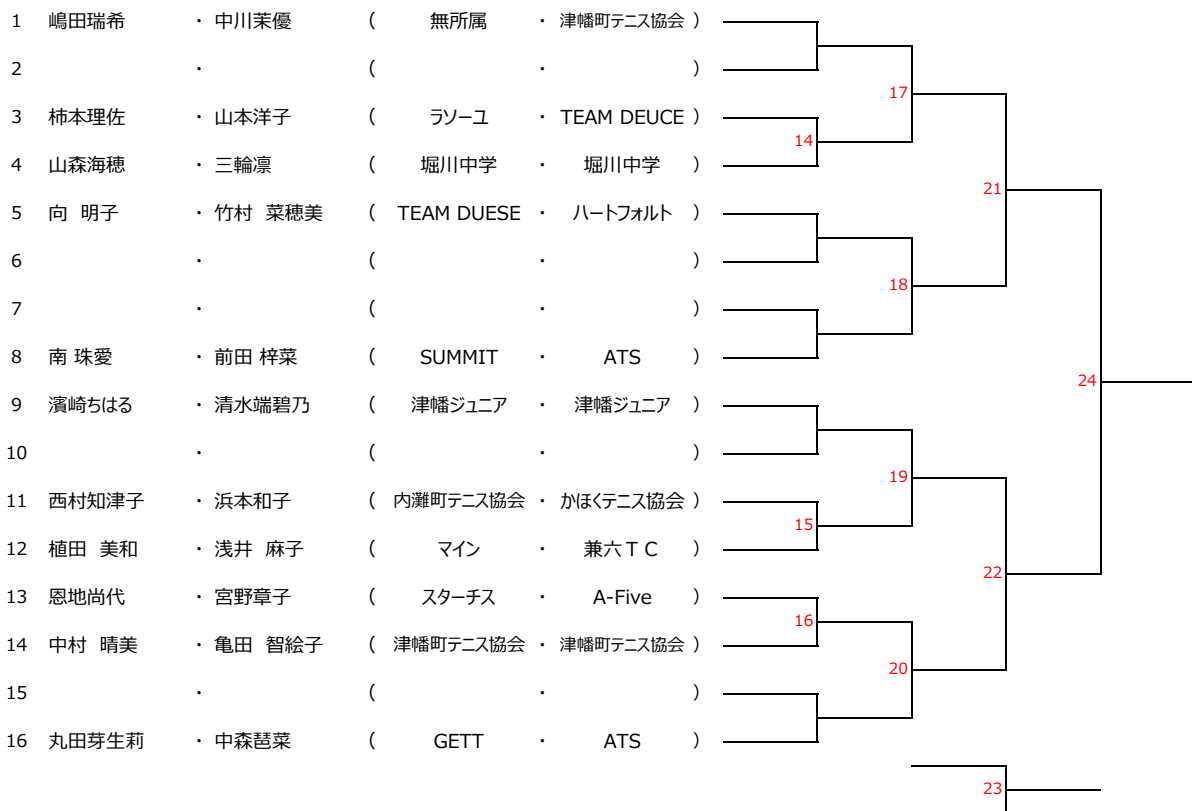 1 嶋田瑞希 ・ 中川茉優 ( 無所属 ・ 津幡町テニス協会 )
2 ・ ( ・ )
17
3 柿本理佐 ・ 山本洋子 ( ラソーユ ・ TEAM DEUCE )
14
4 山森海穂 ・ 三輪凛 ( 堀川中学 ・ 堀川中学 )
21
5 向 明子 ・ 竹村 菜穂美 ( TEAM DUESE ・ ハートフォルト )
6 ・ ( ・ )
18
7 ・ ( ・ )
8 南 珠愛 ・ 前田 梓菜 ( SUMMIT ・ ATS )
24
9 濱崎ちはる ・ 清水端碧乃 ( 津幡ジュニア ・ 津幡ジュニア )
10 ・ ( ・ )
19
11 西村知津子 ・ 浜本和子 ( 内灘町テニス協会 ・ かほくテニス協会 )
15
12 植田 美和 ・ 浅井 麻子 ( マイン ・ 兼六ＴＣ )
22
13 恩地尚代 ・ 宮野章子 ( スターチス ・ A-Five )
16
14 中村 晴美 ・ 亀田 智絵子 ( 津幡町テニス協会 ・ 津幡町テニス協会 )
20
15 ・ ( ・ )
16 丸田芽生莉 ・ 中森琶菜 ( GETT ・ ATS )
23